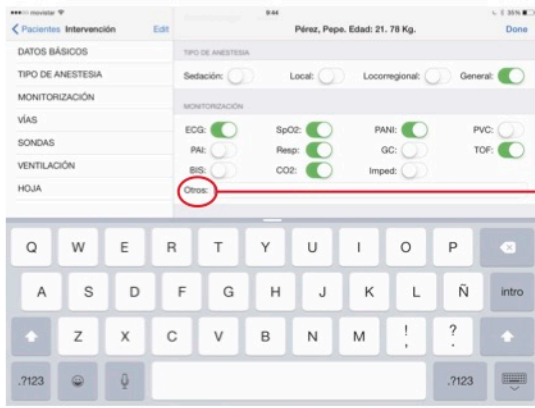 movistar 9:44 55%
Pacientes Intervención Edit Pérez, Pepe. Edad: 21. 78 Kg. Done
DATOS BÁSICOS
TIPO DE ANESTESIA
MONITORIZACIÓN
VÍAS
SONDAS
VENTILACIÓN
HOJA
TIPO DE ANESTESIA
Sedación: Local: Locorregional: General:
MONITORIZACIÓN
ECG: SpO2: PANI: PVC:
PAI: Resp: GC: TOF:
BIS: CO2: Imped:
Otros:
Q W E R T Y U I O P
A S D F G H J K L Ñ intro
Z X C V B N M ! , ? .
.?123 .?123